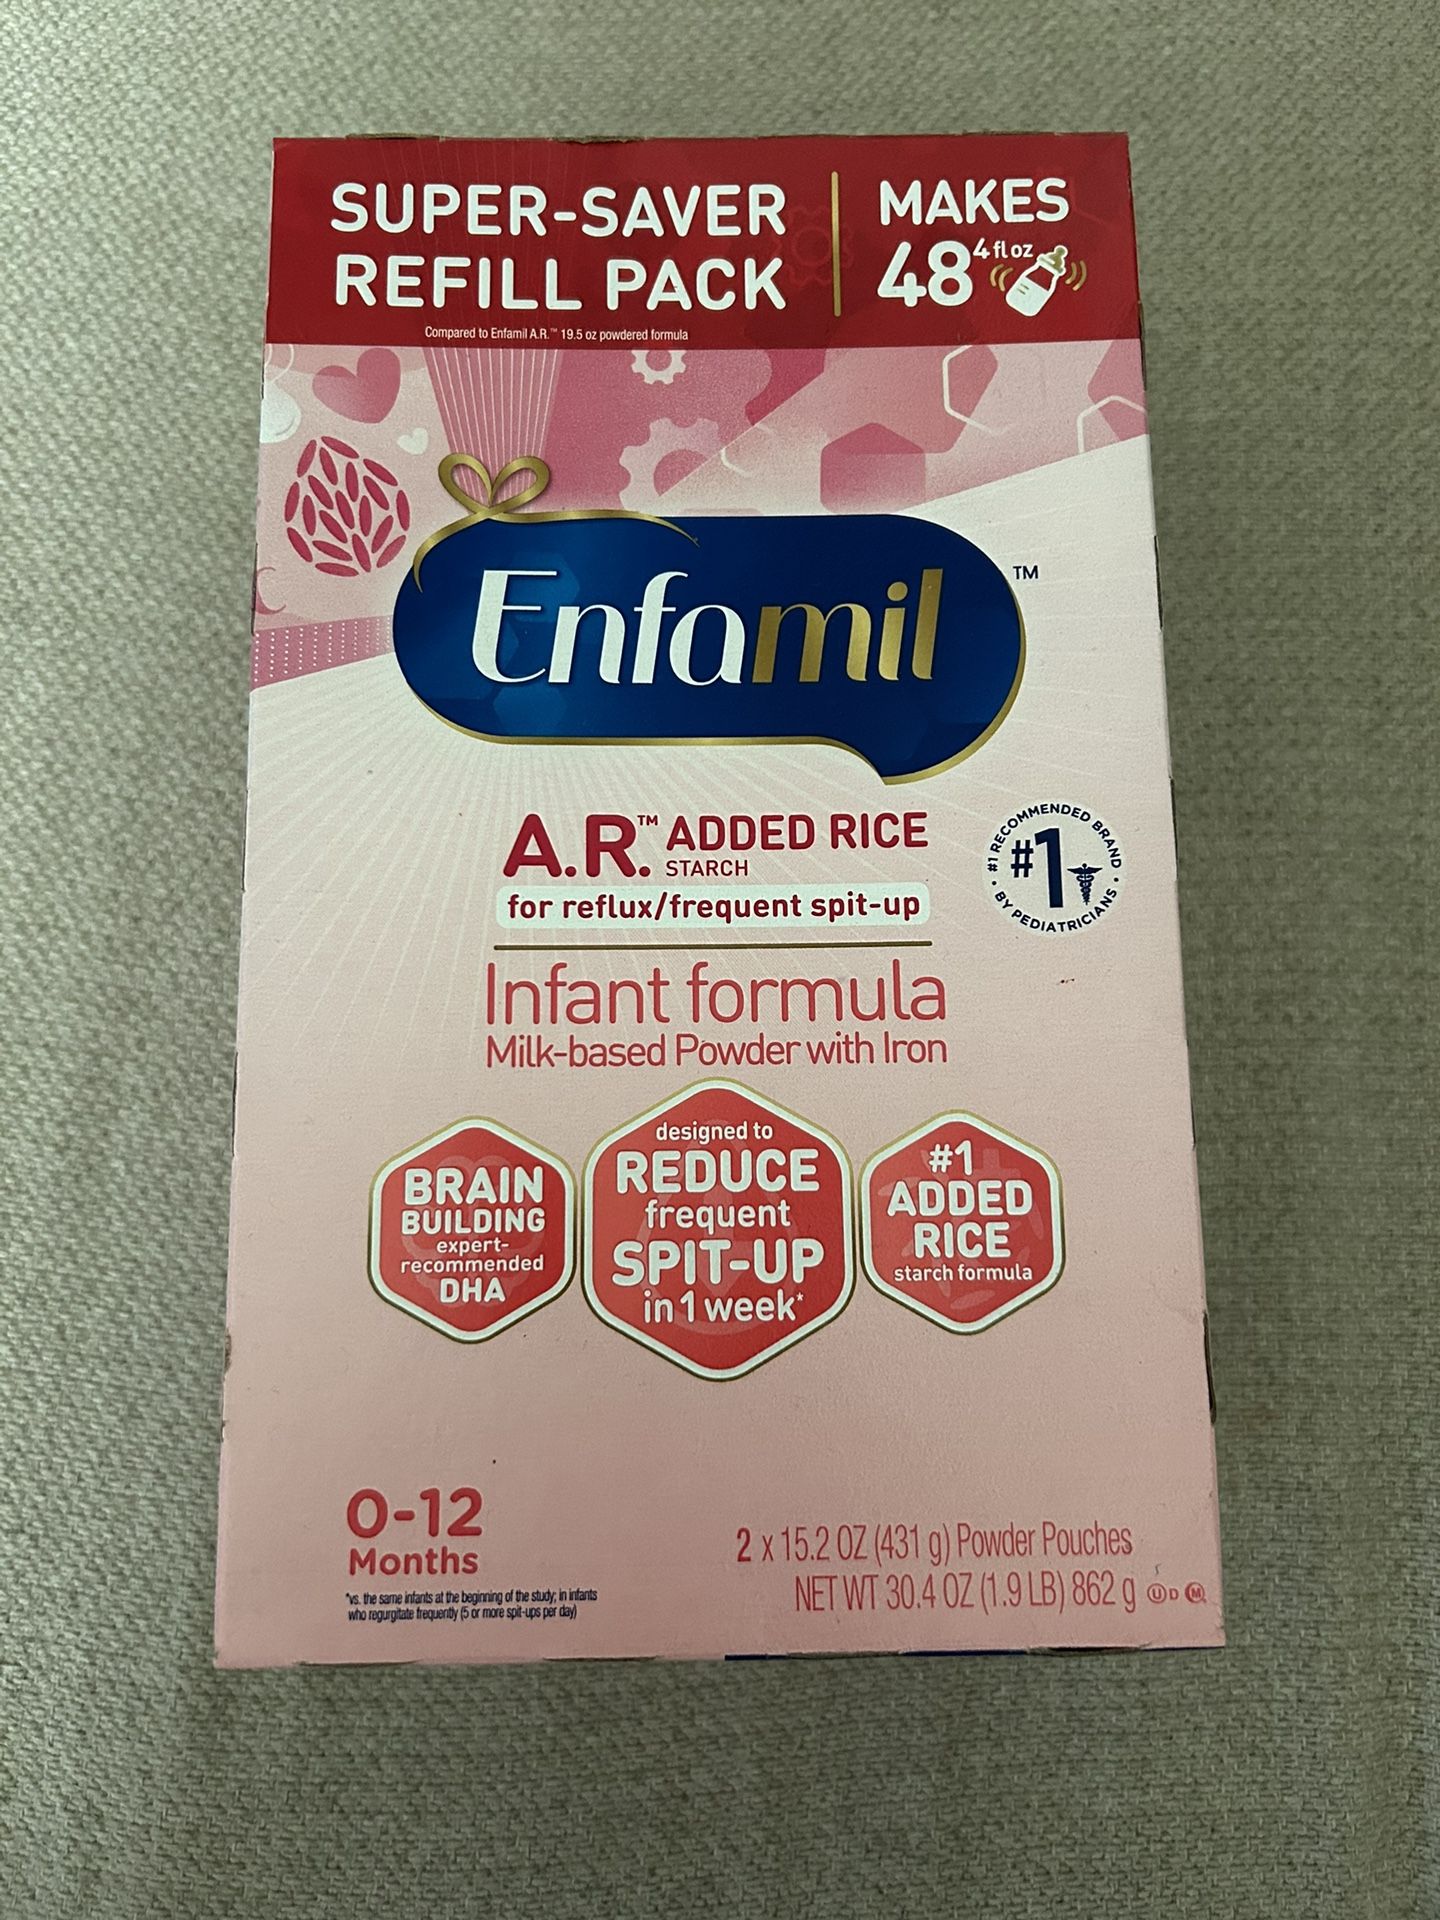 SUPER-SAVER
REFILL PACK
Compared to Enfamil A.R.™ 19.5 oz powdered formula
MAKES
48 4 fl oz
Enfamil™
A.R.™ ADDED RICE
STARCH
for reflux/frequent spit-up
#1 RECOMMENDED BRAND
#1
BY PEDIATRICIANS
Infant formula
Milk-based Powder with Iron
BRAIN
BUILDING
expert-
recommended
DHA
designed to
REDUCE
frequent
SPIT-UP
in 1 week*
#1
ADDED
RICE
starch formula
0-12
Months
*vs. the same infants at the beginning of the study; in infants
who regurgitate frequently (5 or more spit-ups per day)
2 x 15.2 OZ (431 g) Powder Pouches
NET WT 30.4 OZ (1.9 LB) 862 g U D M